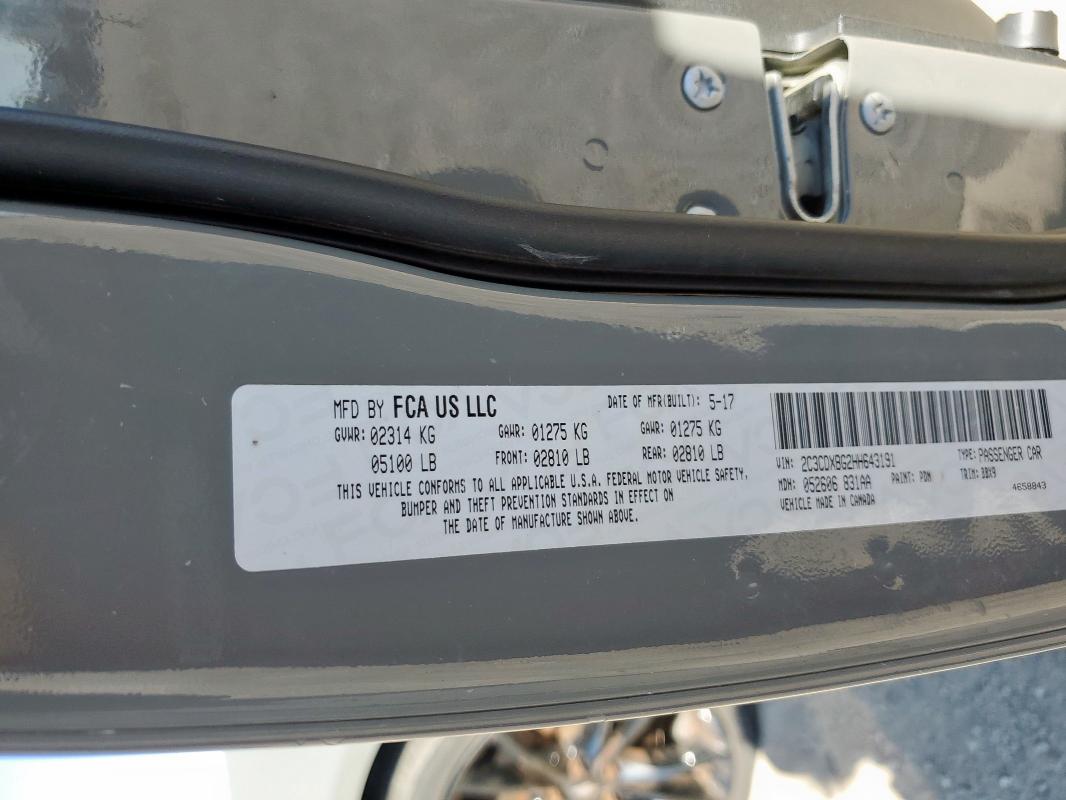 MFD BY FCA US LLC
DATE OF MFR(BUILT): 5-17
GVWR: 02314 KG GAWR: 01275 KG GAWR: 01275 KG
05100 LB FRONT: 02810 LB REAR: 02810 LB
THIS VEHICLE CONFORMS TO ALL APPLICABLE U.S.A. FEDERAL MOTOR VEHICLE SAFETY,
BUMPER AND THEFT PREVENTION STANDARDS IN EFFECT ON
THE DATE OF MANUFACTURE SHOWN ABOVE.
VIN: 2C3CDXBG2HH643191 TYPE: PASSENGER CAR
MDH: 052606 831AA PAINT: PDN TRIM: BBX9
VEHICLE MADE IN CANADA 4658843